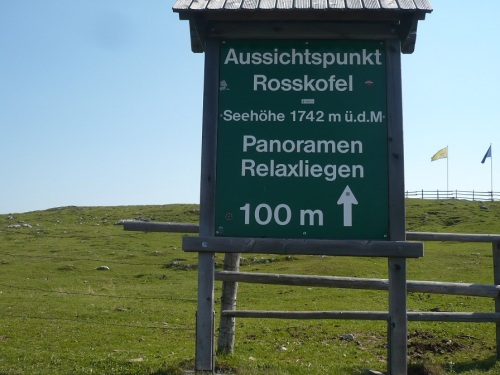 Aussichtspunkt
Rosskofel
Seehöhe 1742 m ü.d.M
Panoramen
Relaxliegen
100 m